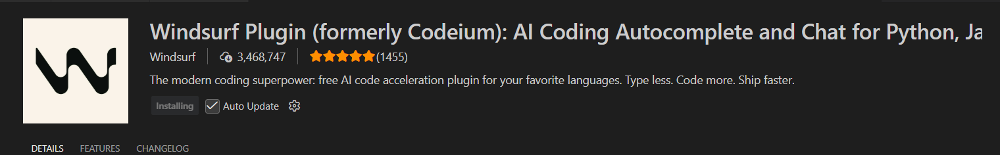 Windsurf Plugin (formerly Codeium): AI Coding Autocomplete and Chat for Python, Ja
Windsurf 3,468,747 (1455)
The modern coding superpower: free AI code acceleration plugin for your favorite languages. Type less. Code more. Ship faster.
Installing Auto Update
DETAILS FEATURES CHANGELOG